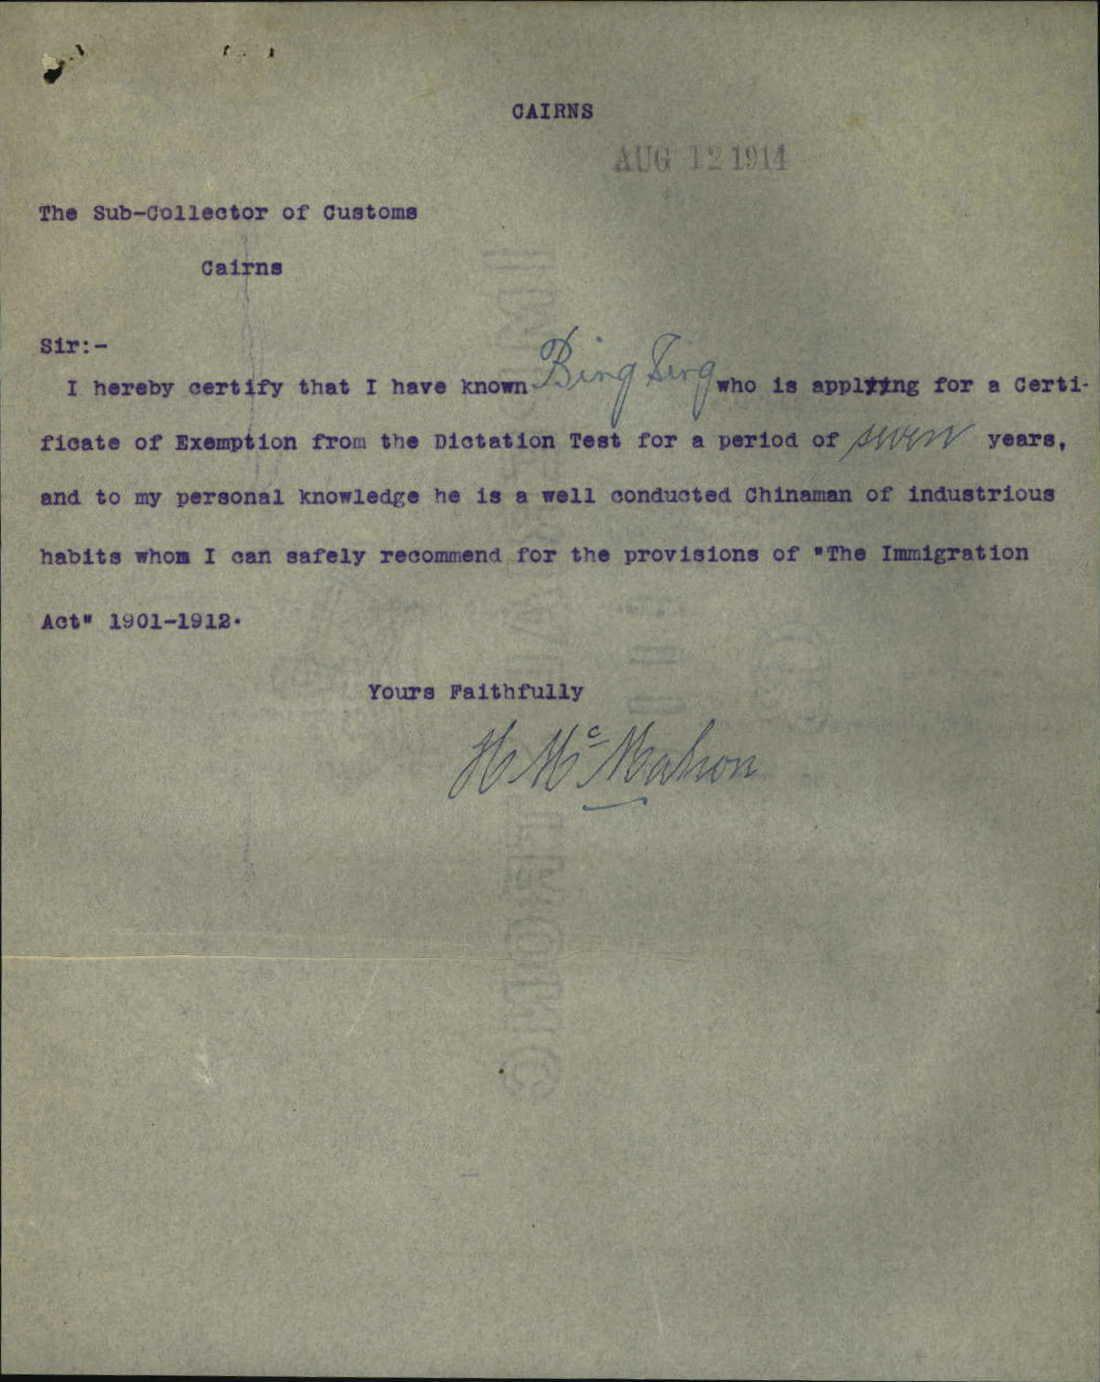 CAIRNS
AUG 12 1914
The Sub-Collector of Customs
Cairns
Sir:-
I hereby certify that I have known Bing Sing who is applying for a Certi-
ficate of Exemption from the Dictation Test for a period of seven years,
and to my personal knowledge he is a well conducted Chinaman of industrious
habits whom I can safely recommend for the provisions of "The Immigration
Act" 1901-1912.
Yours Faithfully
H McMahon